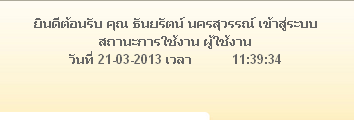 ยินดีต้อนรับ คุณ ธันยรัตน์ นครสุวรรณ์ เข้าสู่ระบบ
สถานะการใช้งาน ผู้ใช้งาน
วันที่ 21-03-2013 เวลา 11:39:34